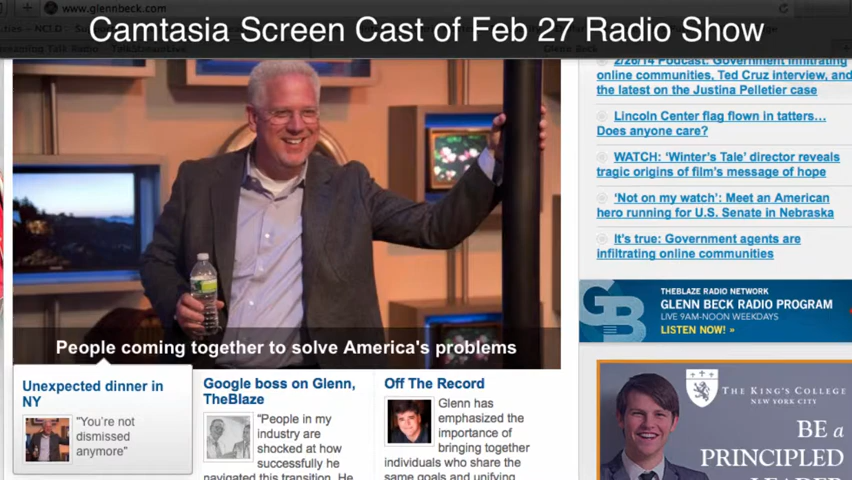 www.glennbeck.com
Camtasia Screen Cast of Feb 27 Radio Show
2/26/14 Podcast: Government infiltrating
online communities, Ted Cruz interview, and
the latest on the Justina Pelletier case
Lincoln Center flag flown in tatters…
Does anyone care?
WATCH: 'Winter's Tale' director reveals
tragic origins of film's message of hope
'Not on my watch': Meet an American
hero running for U.S. Senate in Nebraska
It's true: Government agents are
infiltrating online communities
THEBLAZE RADIO NETWORK
GLENN BECK RADIO PROGRAM
LIVE 9AM-NOON WEEKDAYS
LISTEN NOW! »
GB
People coming together to solve America's problems
Unexpected dinner in
NY
"You're not
dismissed
anymore"
Google boss on Glenn,
TheBlaze
"People in my
industry are
shocked at how
successfully he
navigated this transition. He
Off The Record
Glenn has
emphasized the
importance of
bringing together
individuals who share the
same goals and unifying
THE KING'S COLLEGE
NEW YORK CITY
BE a
PRINCIPLED
LEADER